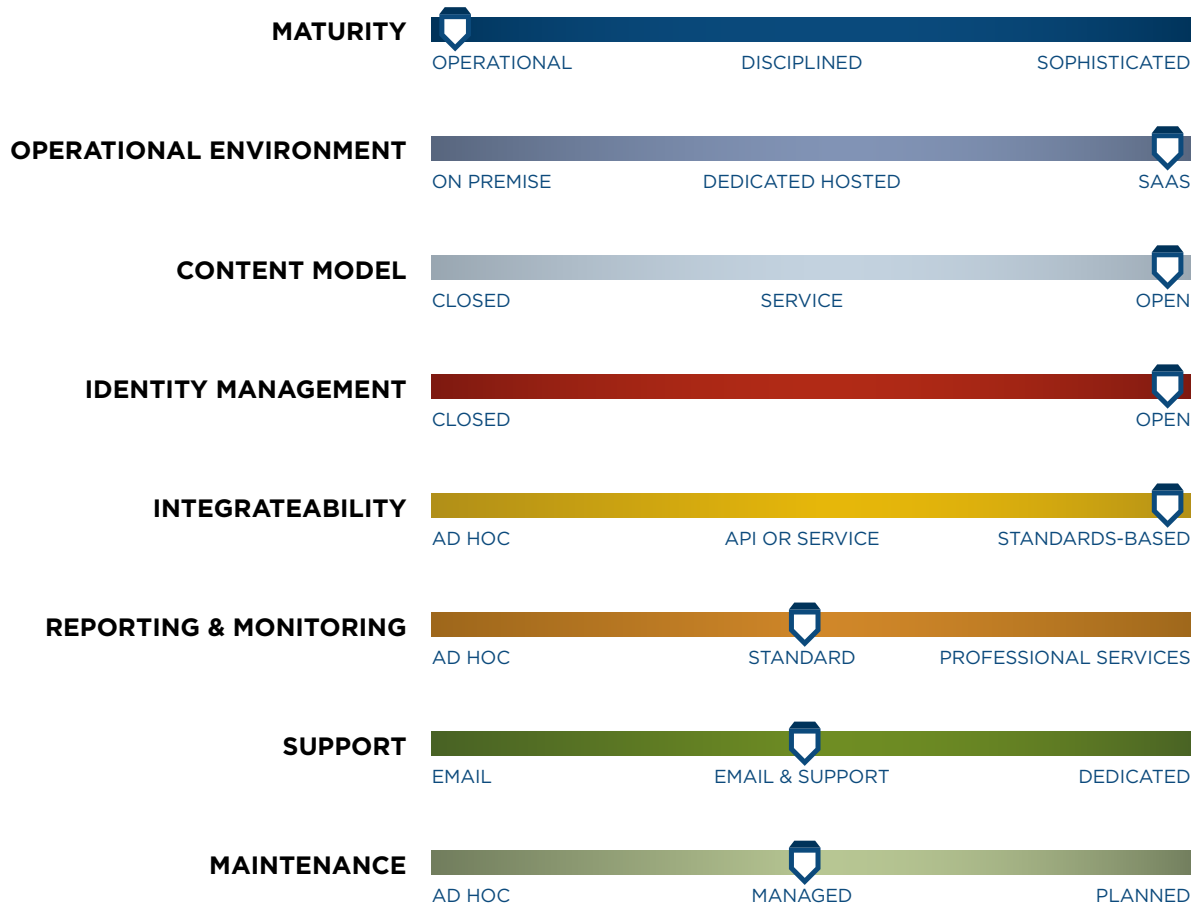 MATURITY
OPERATIONAL DISCIPLINED SOPHISTICATED
OPERATIONAL ENVIRONMENT
ON PREMISE DEDICATED HOSTED SAAS
CONTENT MODEL
CLOSED SERVICE OPEN
IDENTITY MANAGEMENT
CLOSED OPEN
INTEGRATEABILITY
AD HOC API OR SERVICE STANDARDS-BASED
REPORTING & MONITORING
AD HOC STANDARD PROFESSIONAL SERVICES
SUPPORT
EMAIL EMAIL & SUPPORT DEDICATED
MAINTENANCE
AD HOC MANAGED PLANNED